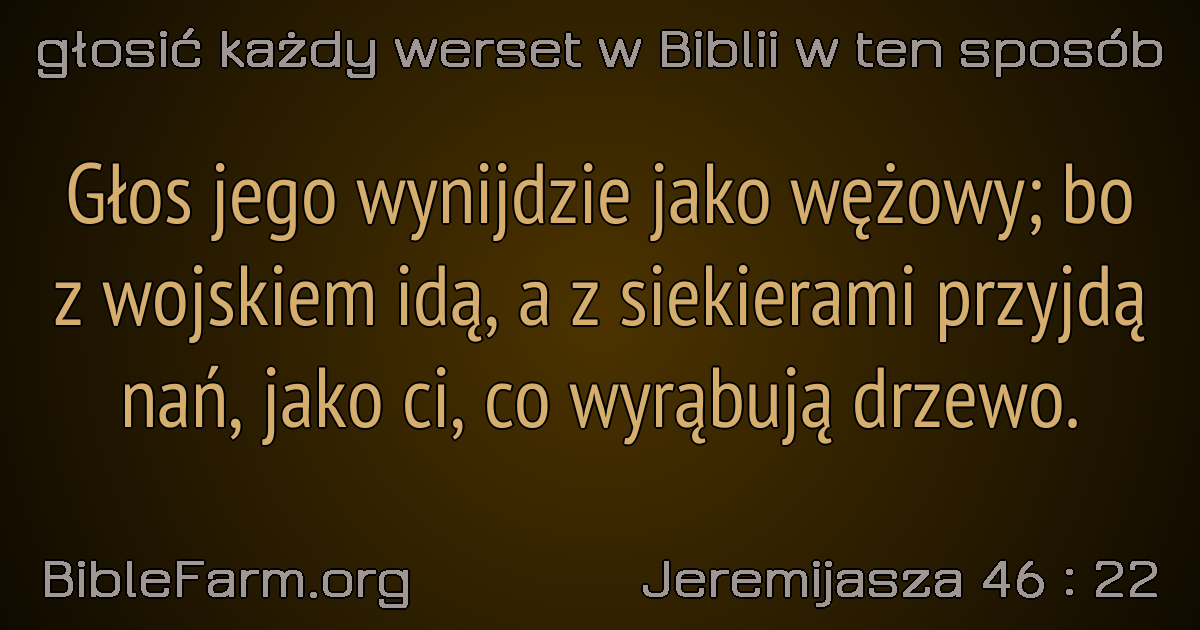 głosić każdy werset w Biblii w ten sposób
Głos jego wynijdzie jako wężowy; bo
z wojskiem idą, a z siekierami przyjdą
nań, jako ci, co wyrąbują drzewo.
BibleFarm.org
Jeremijasza 46 : 22